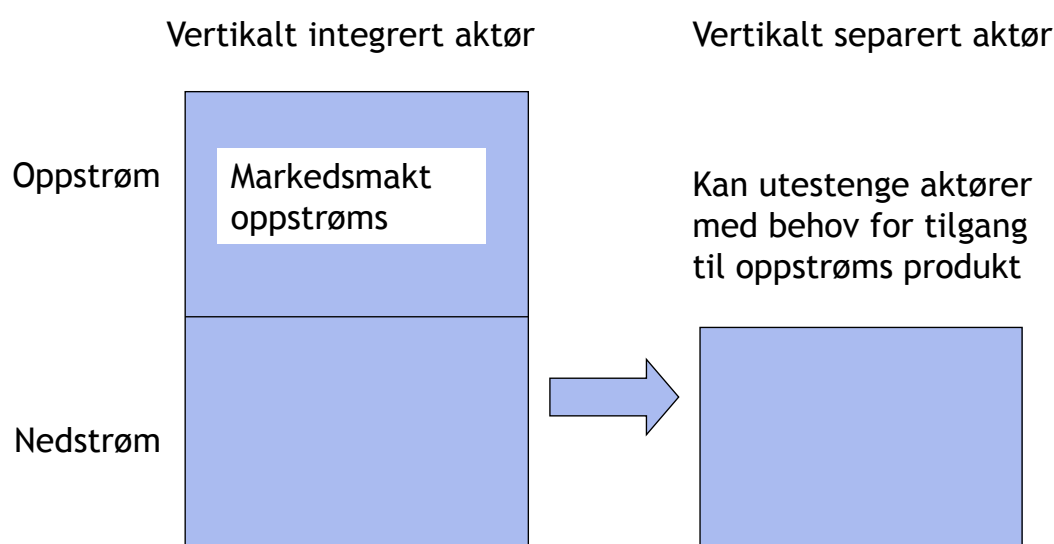 Vertikalt integrert aktør
Vertikalt separert aktør
Oppstrøm
Markedsmakt
oppstrøms
Kan utestenge aktører
med behov for tilgang
til oppstrøms produkt
Nedstrøm